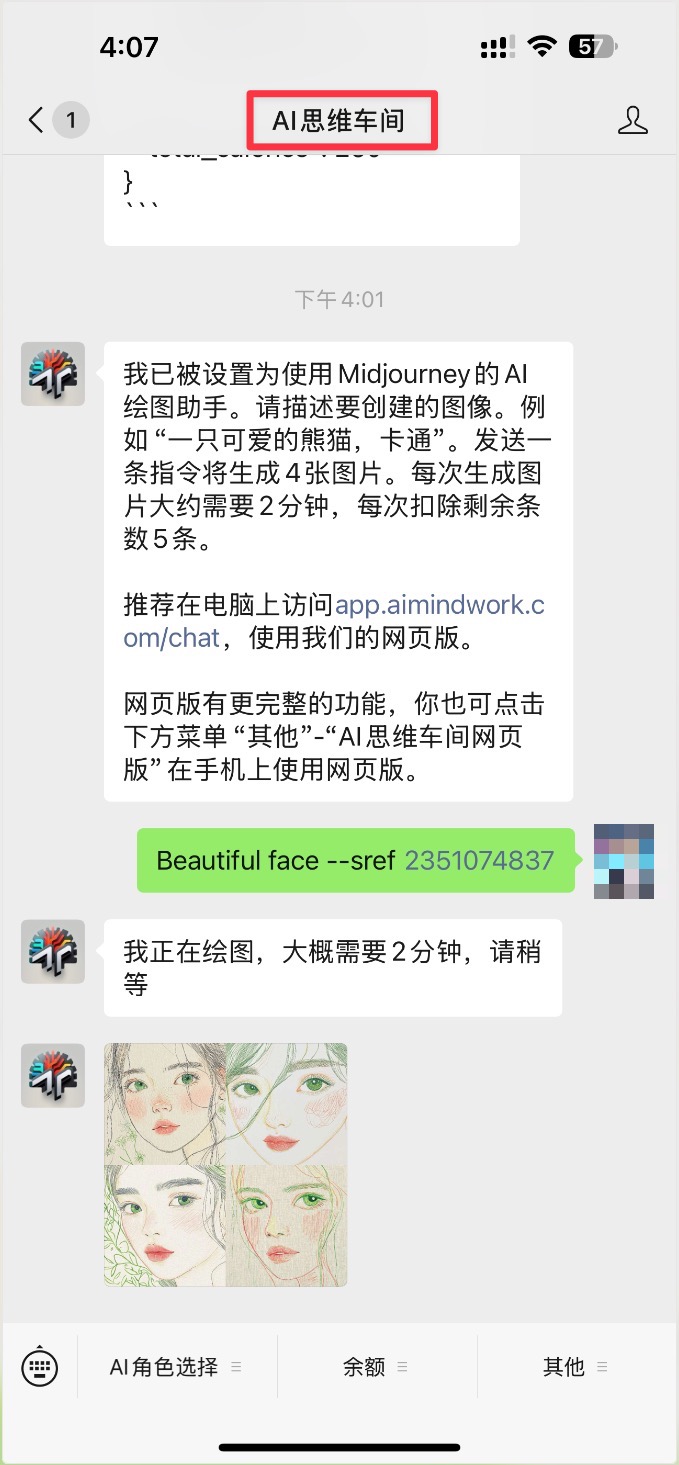 4:07
57
1
AI思维车间
}
```
下午4:01
我已被设置为使用Midjourney的AI
绘图助手。请描述要创建的图像。例
如“一只可爱的熊猫，卡通”。发送一
条指令将生成4张图片。每次生成图
片大约需要2分钟，每次扣除剩余条
数5条。
推荐在电脑上访问app.aimindwork.c
om/chat，使用我们的网页版。
网页版有更完整的功能，你也可点击
下方菜单“其他”-“AI思维车间网页
版”在手机上使用网页版。
Beautiful face --sref 2351074837
我正在绘图，大概需要2分钟，请稍
等
AI角色选择
余额
其他